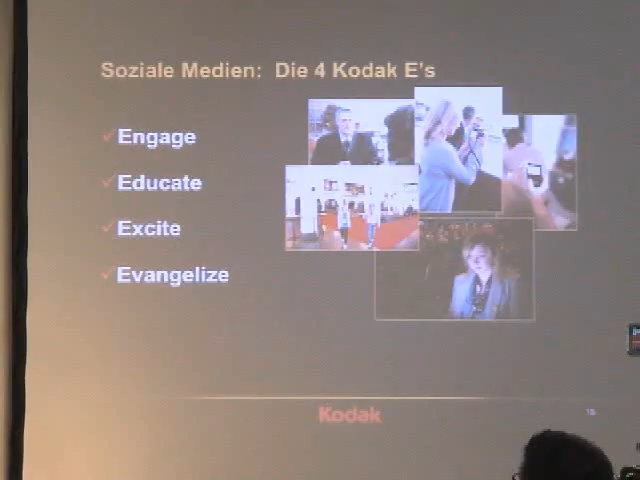 Soziale Medien: Die 4 Kodak E's
Engage
Educate
Excite
Evangelize
Kodak